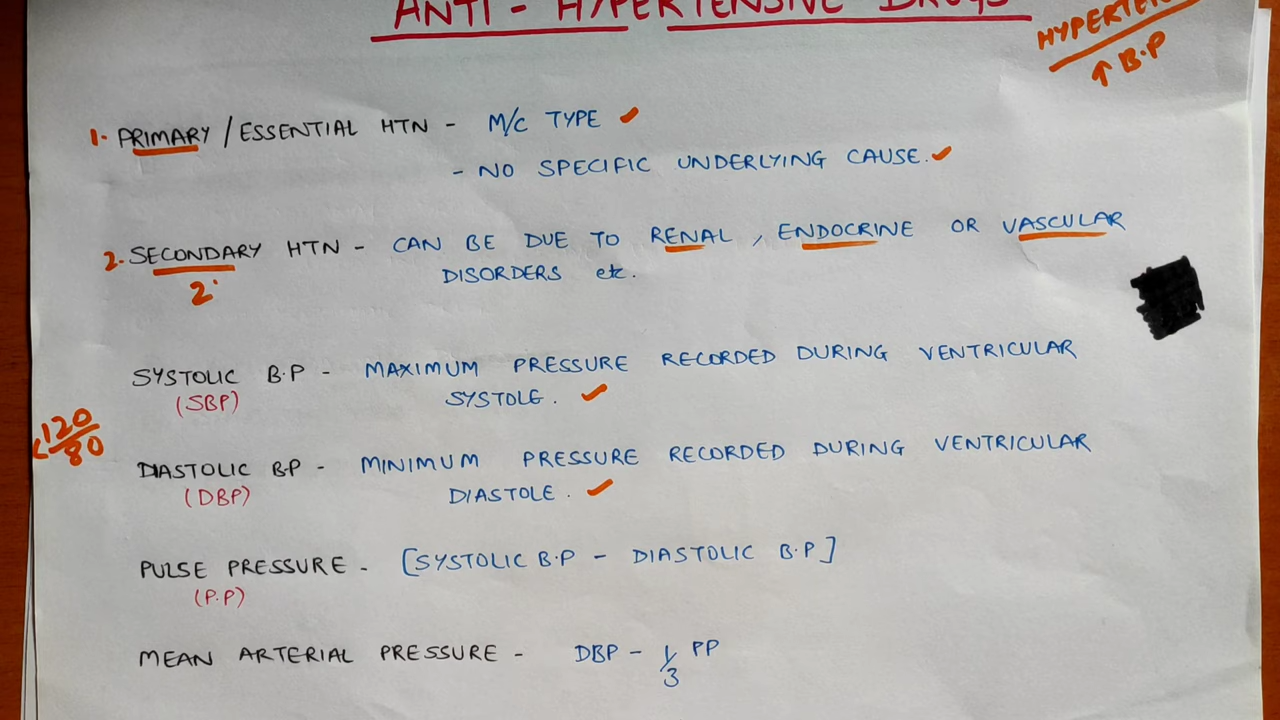 ANTI - HYPERTENSIVE DRUGS
↑ B.P
1. PRIMARY / ESSENTIAL HTN - M/C TYPE ✓
- NO SPECIFIC UNDERLYING CAUSE. ✓
2. SECONDARY HTN - CAN BE DUE TO RENAL, ENDOCRINE OR VASCULAR
DISORDERS etc.
2°
SYSTOLIC B.P - MAXIMUM PRESSURE RECORDED DURING VENTRICULAR
(SBP) SYSTOLE. ✓
<120/80
DIASTOLIC B.P - MINIMUM PRESSURE RECORDED DURING VENTRICULAR
(DBP) DIASTOLE. ✓
PULSE PRESSURE - [SYSTOLIC B.P - DIASTOLIC B.P]
(P.P)
MEAN ARTERIAL PRESSURE - DBP - 1/3 PP